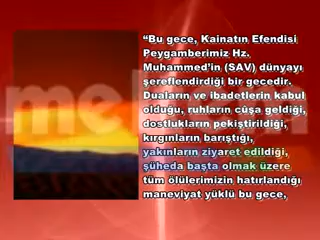 “Bu gece, Kainatın Efendisi
Peygamberimiz Hz.
Muhammed’in (SAV) dünyayı
şereflendirdiği bir gecedir.
Duaların ve ibadetlerin kabul
olduğu, ruhların cûşa geldiği,
dostlukların pekiştirildiği,
kırgınların barıştığı,
yakınların ziyaret edildiği,
şüheda başta olmak üzere
tüm ölülerimizin hatırlandığı
maneviyat yüklü bu gece,